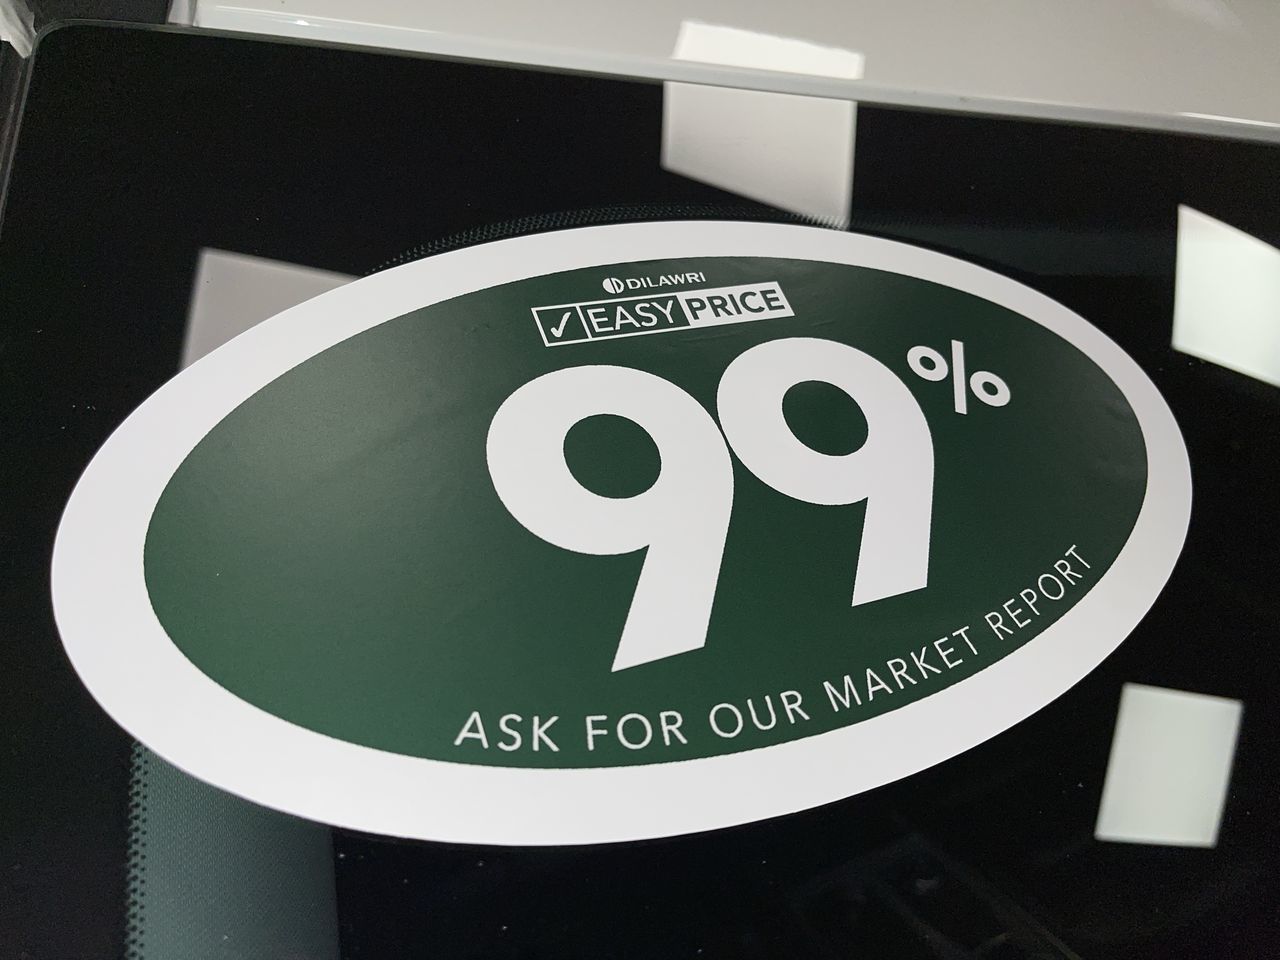 DILAWRI
✓ EASY PRICE
99%
ASK FOR OUR MARKET REPORT